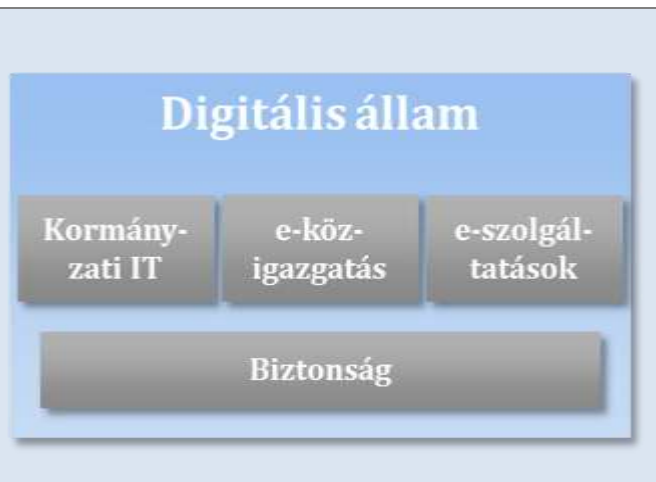 Digitális állam
Kormány-
zati IT
e-köz-
igazgatás
e-szolgál-
tatások
Biztonság